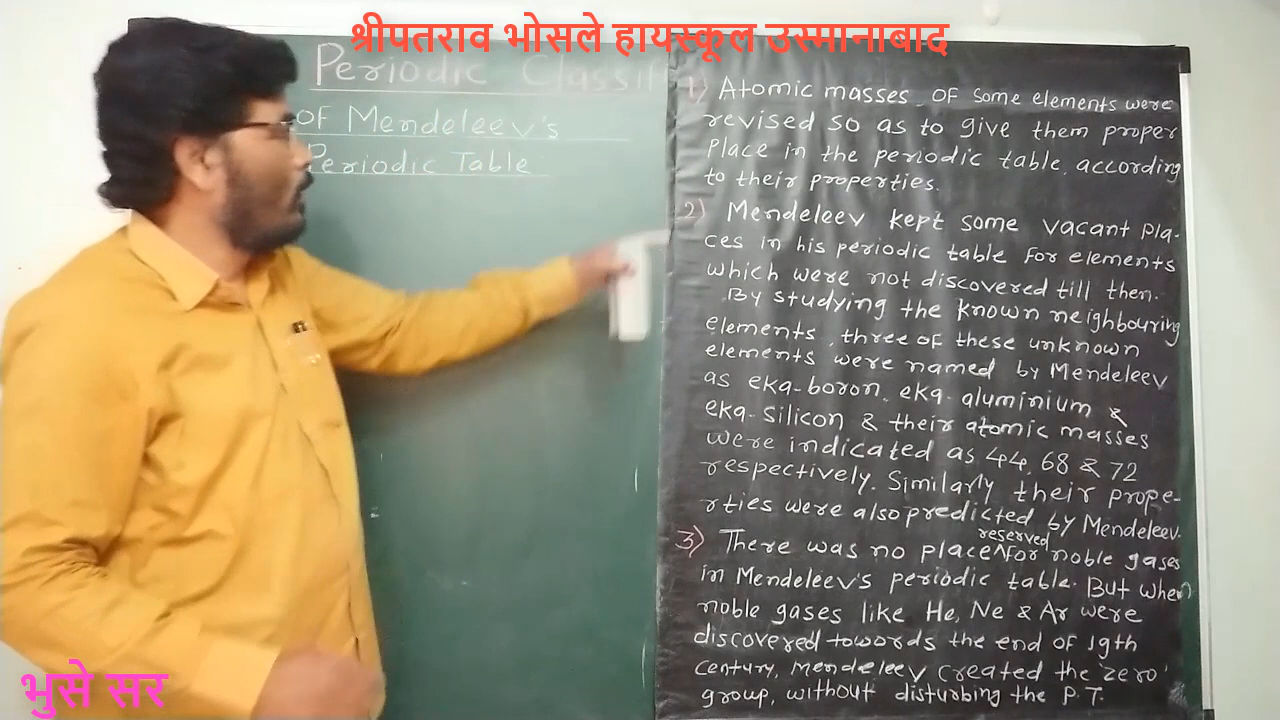 श्रीपतराव भोसले हायस्कूल उस्मानाबाद
Periodic Classif
OF Mendeleev's
Periodic Table
1) Atomic masses OF some elements were
revised so as to give them proper
place in the periodic table, according
to their properties.
2) Mendeleev kept some vacant pla-
ces in his periodic table For elements
which were not discovered till then.
By studying the known neighbouring
elements, three OF these unknown
elements were named by Mendeleev
as eka-boron, eka-aluminium &
eka-silicon & their atomic masses
were indicated as 44, 68 & 72
respectively. Similarly their prope-
rties were also predicted by Mendeleev.
3) There was no place ^ reserved For noble gases
in Mendeleev's periodic table. But when
noble gases like He, Ne & Ar were
discovered towords the end OF 19th
century, Mendeleev created the 'zero'
group, without disturbing the P.T.
भुसे सर